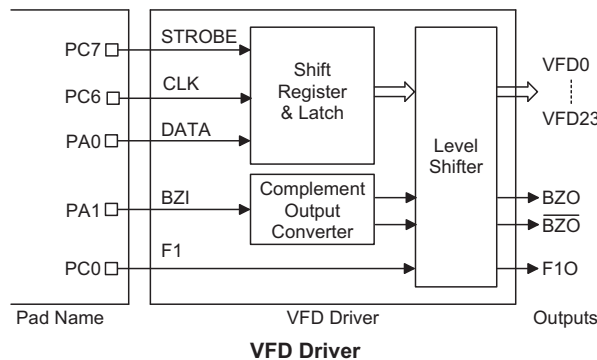 PC7
STROBE
PC6
CLK
PA0
DATA
PA1
BZI
PC0
F1
Shift
Register
& Latch
Complement
Output
Converter
Level
Shifter
VFD0
VFD23
BZO
B̅Z̅O̅
F1O
Pad Name
VFD Driver
Outputs
VFD Driver